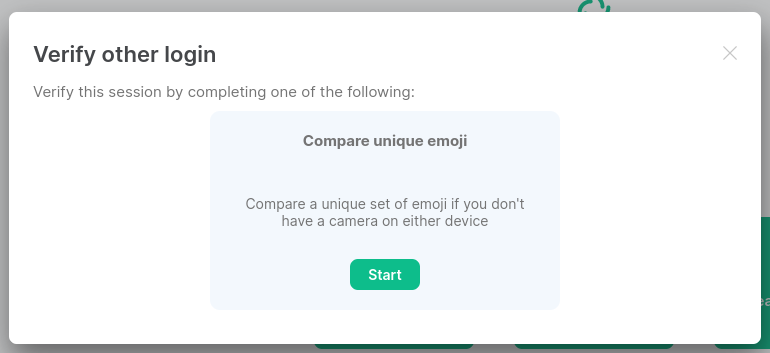 Verify other login
Verify this session by completing one of the following:
Compare unique emoji
Compare a unique set of emoji if you don't
have a camera on either device
Start